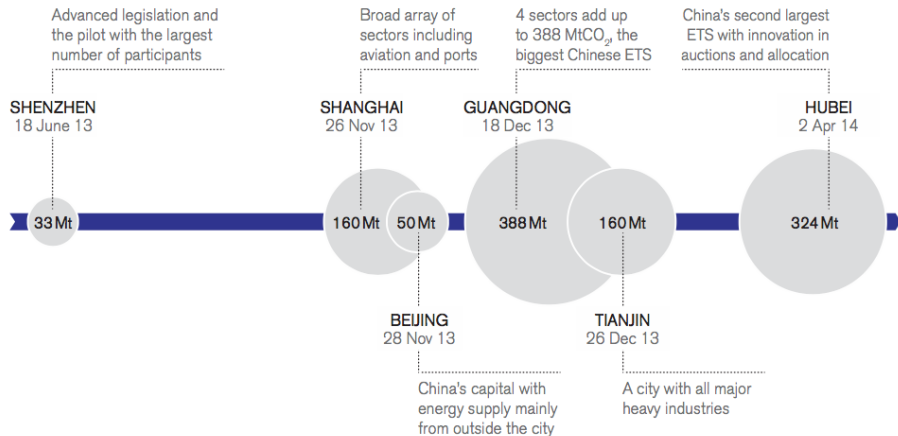 Advanced legislation and
the pilot with the largest
number of participants
Broad array of
sectors including
aviation and ports
4 sectors add up
to 388 MtCO₂, the
biggest Chinese ETS
China's second largest
ETS with innovation in
auctions and allocation
SHENZHEN
18 June 13
SHANGHAI
26 Nov 13
GUANGDONG
18 Dec 13
HUBEI
2 Apr 14
33 Mt
160 Mt
50 Mt
388 Mt
160 Mt
324 Mt
BEIJING
28 Nov 13
TIANJIN
26 Dec 13
China's capital with
energy supply mainly
from outside the city
A city with all major
heavy industries